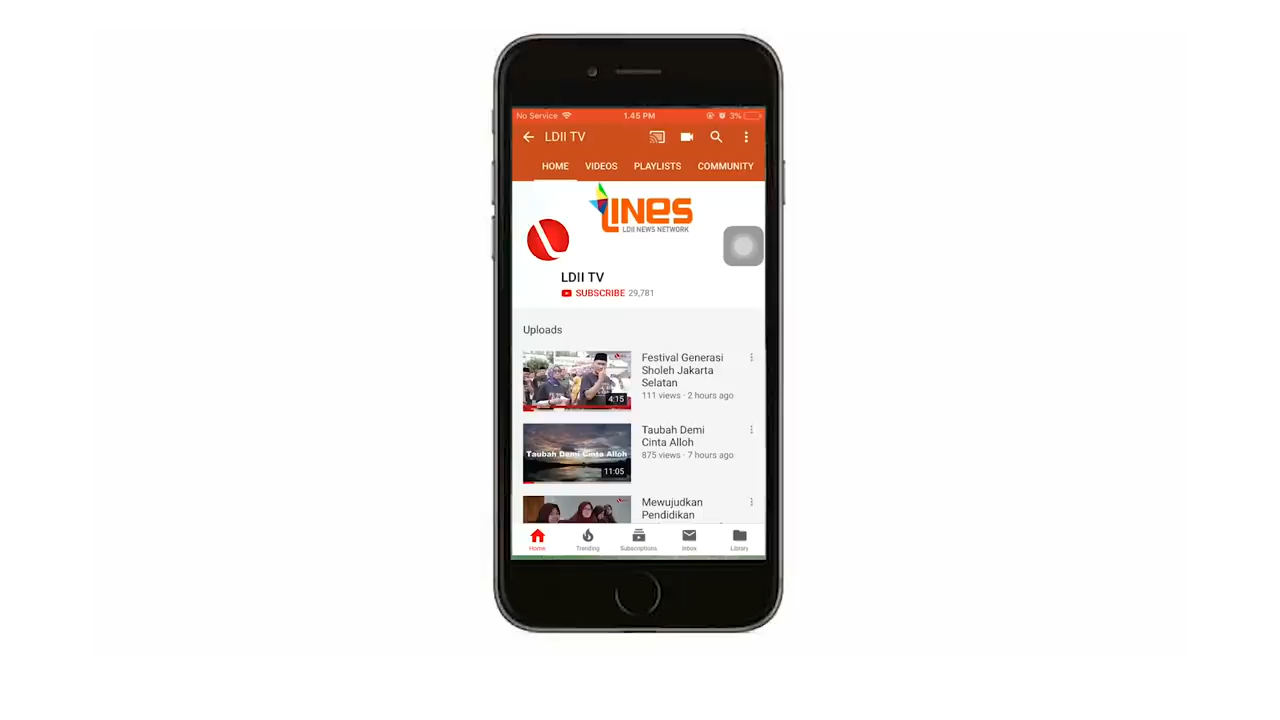 No Service 1.45 PM 3%
LDII TV
HOME VIDEOS PLAYLISTS COMMUNITY
LINES
LDII NEWS NETWORK
LDII TV
SUBSCRIBE 29,781
Uploads
Festival Generasi
Sholeh Jakarta
Selatan
111 views · 2 hours ago
4:15
Taubah Demi
Cinta Alloh
875 views · 7 hours ago
Taubah Demi Cinta Alloh
11:05
Mewujudkan
Pendidikan
Home Trending Subscriptions Inbox Library